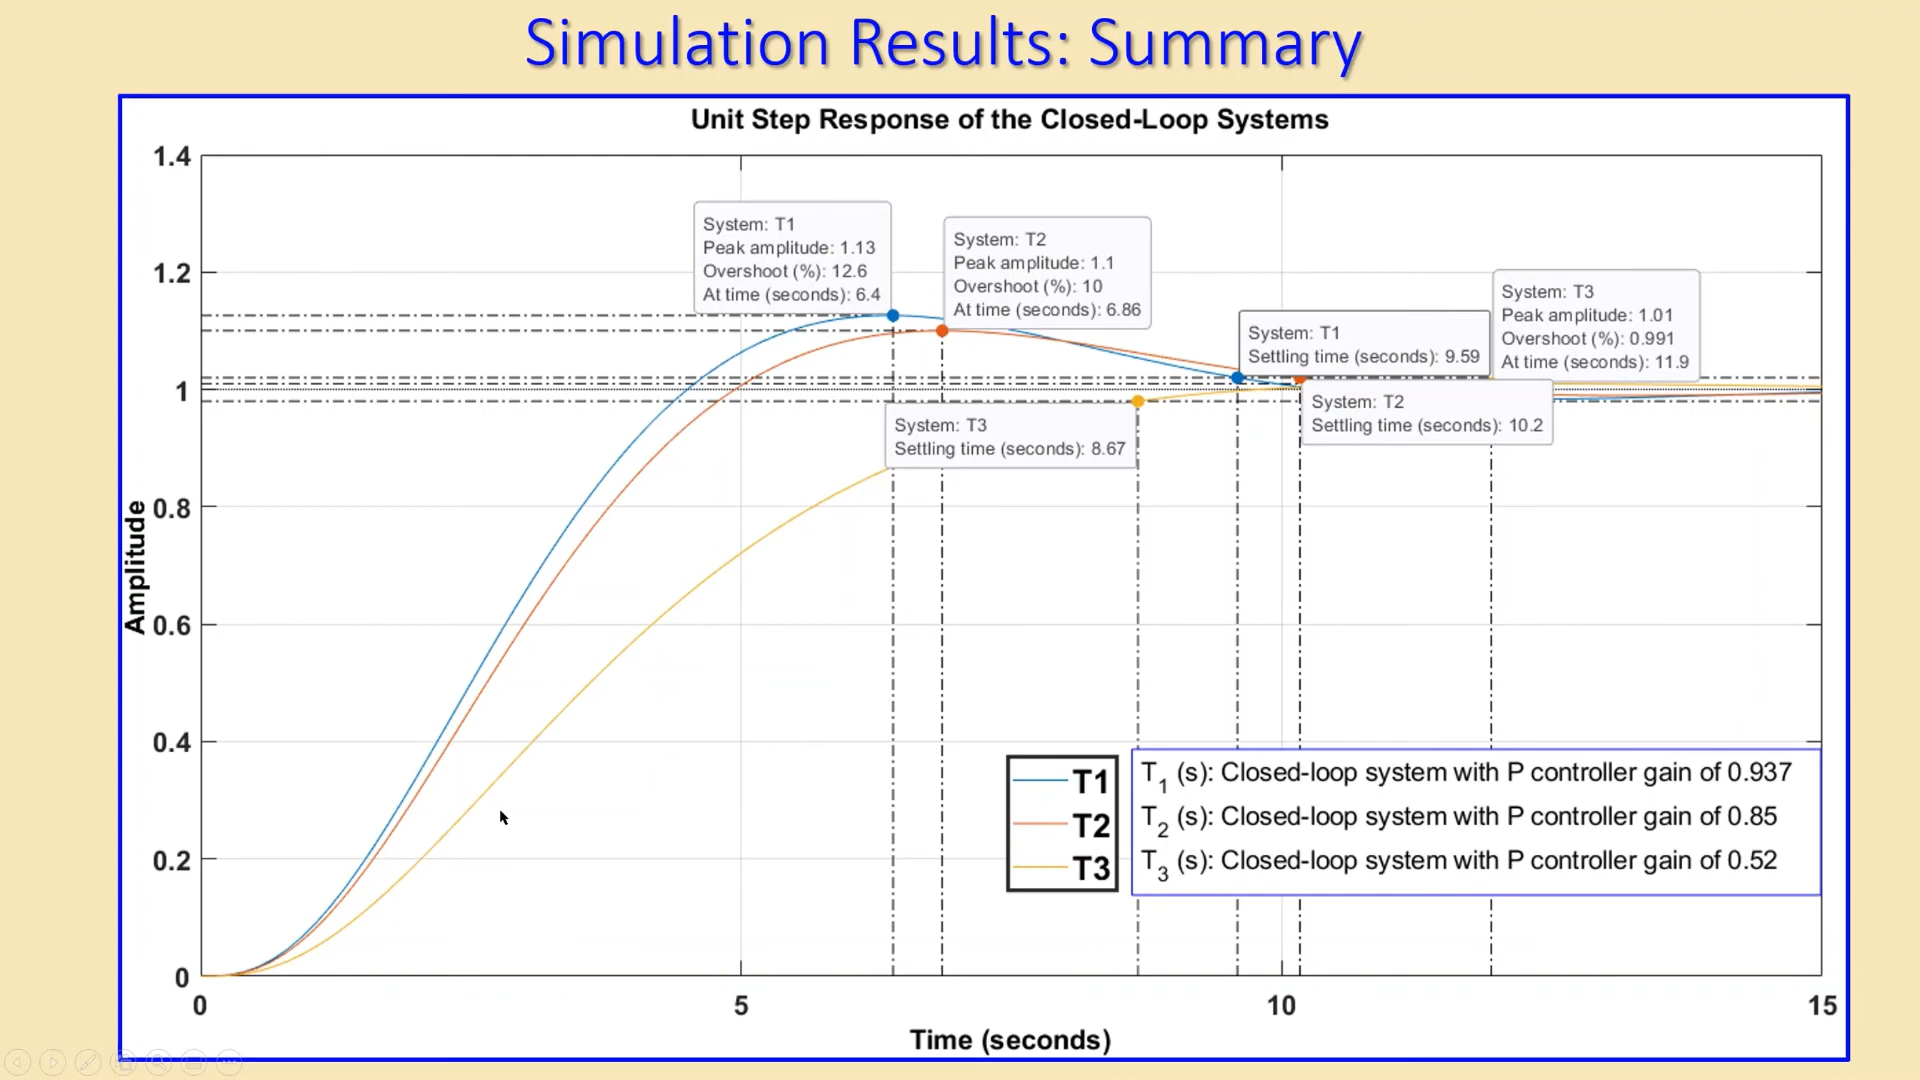 Simulation Results: Summary
Unit Step Response of the Closed-Loop Systems
1.4
1.2
1
0.8
0.6
0.4
0.2
0
Amplitude
System: T1
Peak amplitude: 1.13
Overshoot (%): 12.6
At time (seconds): 6.4
System: T2
Peak amplitude: 1.1
Overshoot (%): 10
At time (seconds): 6.86
System: T3
Peak amplitude: 1.01
Overshoot (%): 0.991
At time (seconds): 11.9
System: T1
Settling time (seconds): 9.59
System: T2
Settling time (seconds): 10.2
System: T3
Settling time (seconds): 8.67
T1
T2
T3
T1 (s): Closed-loop system with P controller gain of 0.937
T2 (s): Closed-loop system with P controller gain of 0.85
T3 (s): Closed-loop system with P controller gain of 0.52
0
5
10
15
Time (seconds)